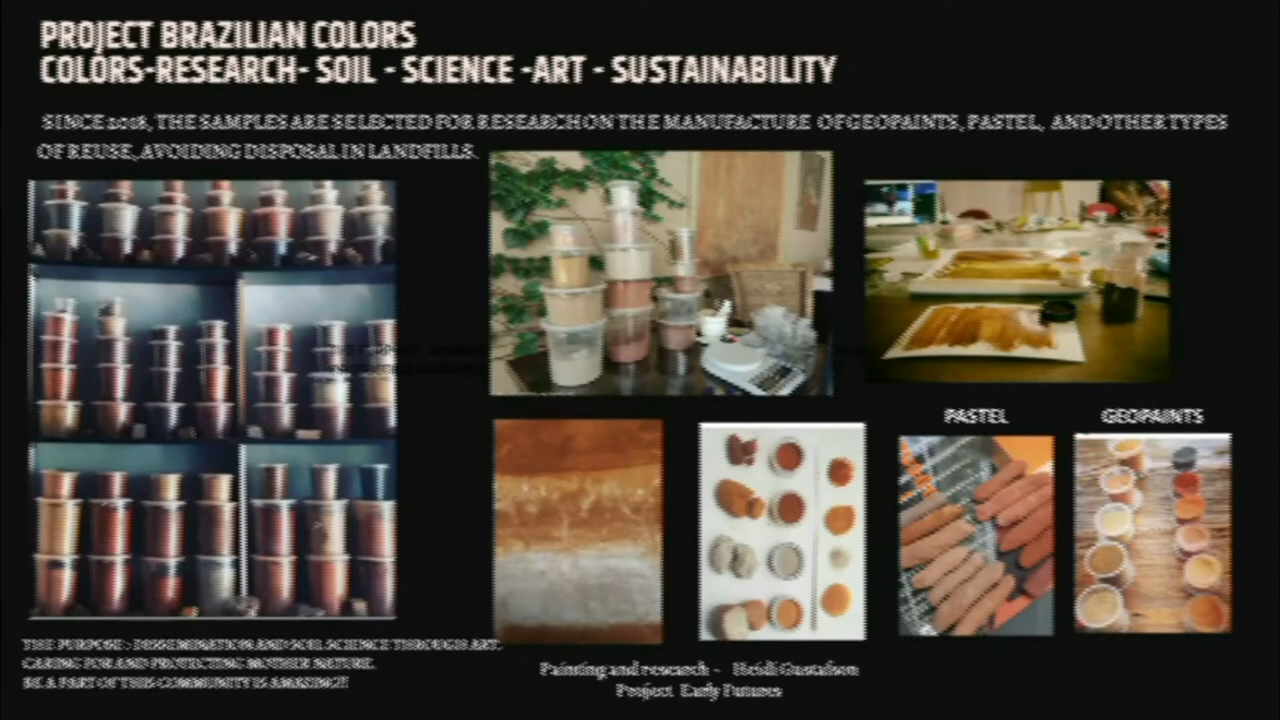 PROJECT BRAZILIAN COLORS
COLORS-RESEARCH- SOIL - SCIENCE -ART - SUSTAINABILITY
SINCE THE SAMPLES ARE SELECTED FOR RESEARCH ON THE MANUFACTURE OF GEOPAINTS, PASTEL, AND OTHER TYPES
OF REUSE, AVOIDING DISPOSAL IN LANDFILLS.
PASTEL
GEOPAINTS
THE PURPOSE: DISSEMINATION AND SOIL SCIENCE THROUGH ART.
CARING FOR AND PROTECTING MOTHER NATURE.
BE A PART OF THIS COMMUNITY IS AMAZING!!
Painting and research - Heidi Gustafson
Project Early Futures